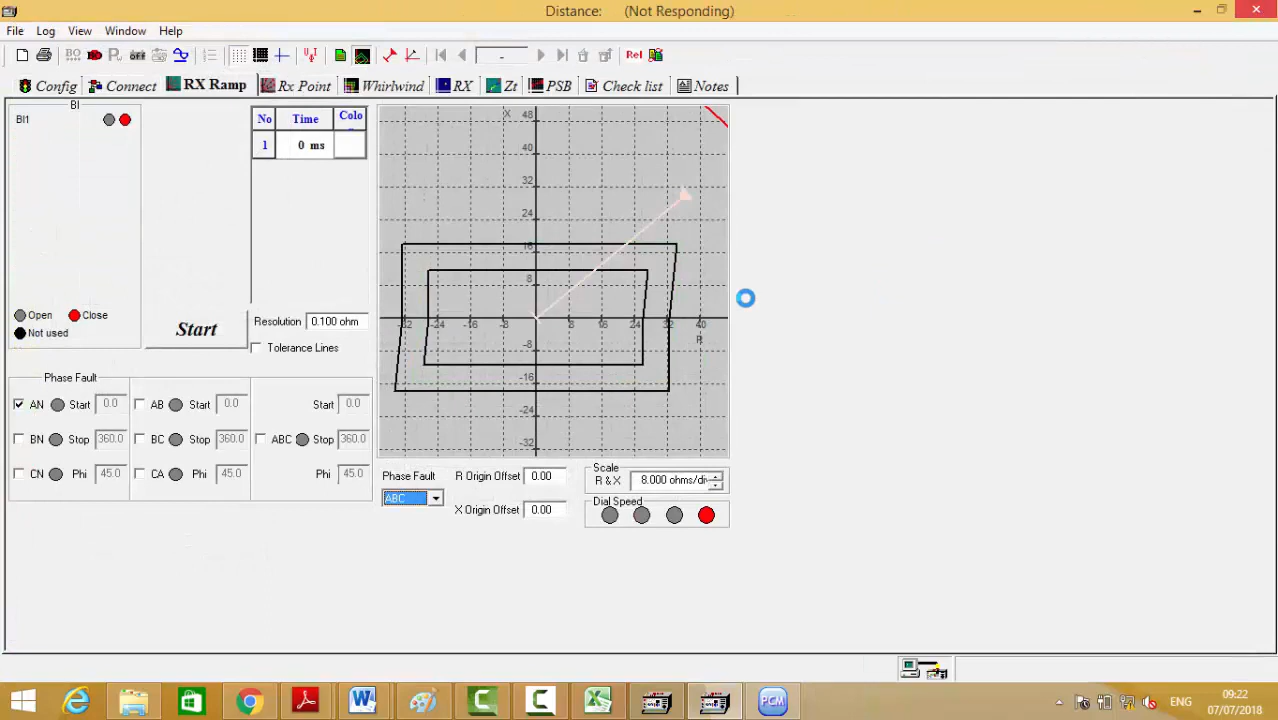 Distance: (Not Responding)
File Log View Window Help
BO
OFF
-
Rel
Config Connect RX Ramp Rx Point Whirlwind RX Zt PSB Check list Notes
BI
BI1
Open Close
Not used
Start
No Time Colo
1 0 ms
Resolution 0.100 ohm
Tolerance Lines
X
48
40
32
24
16
8
-32 -24 -16 -8 8 16 24 32 40
R
-8
-16
-24
-32
Phase Fault
AN Start 0.0 AB Start 0.0 Start 0.0
BN Stop 360.0 BC Stop 360.0 ABC Stop 360.0
CN Phi 45.0 CA Phi 45.0 Phi 45.0
Phase Fault
ABC
R Origin Offset 0.00
X Origin Offset 0.00
Scale
R & X 8.000 ohms/di
Dial Speed
PCM
ENG
09:22
07/07/2018